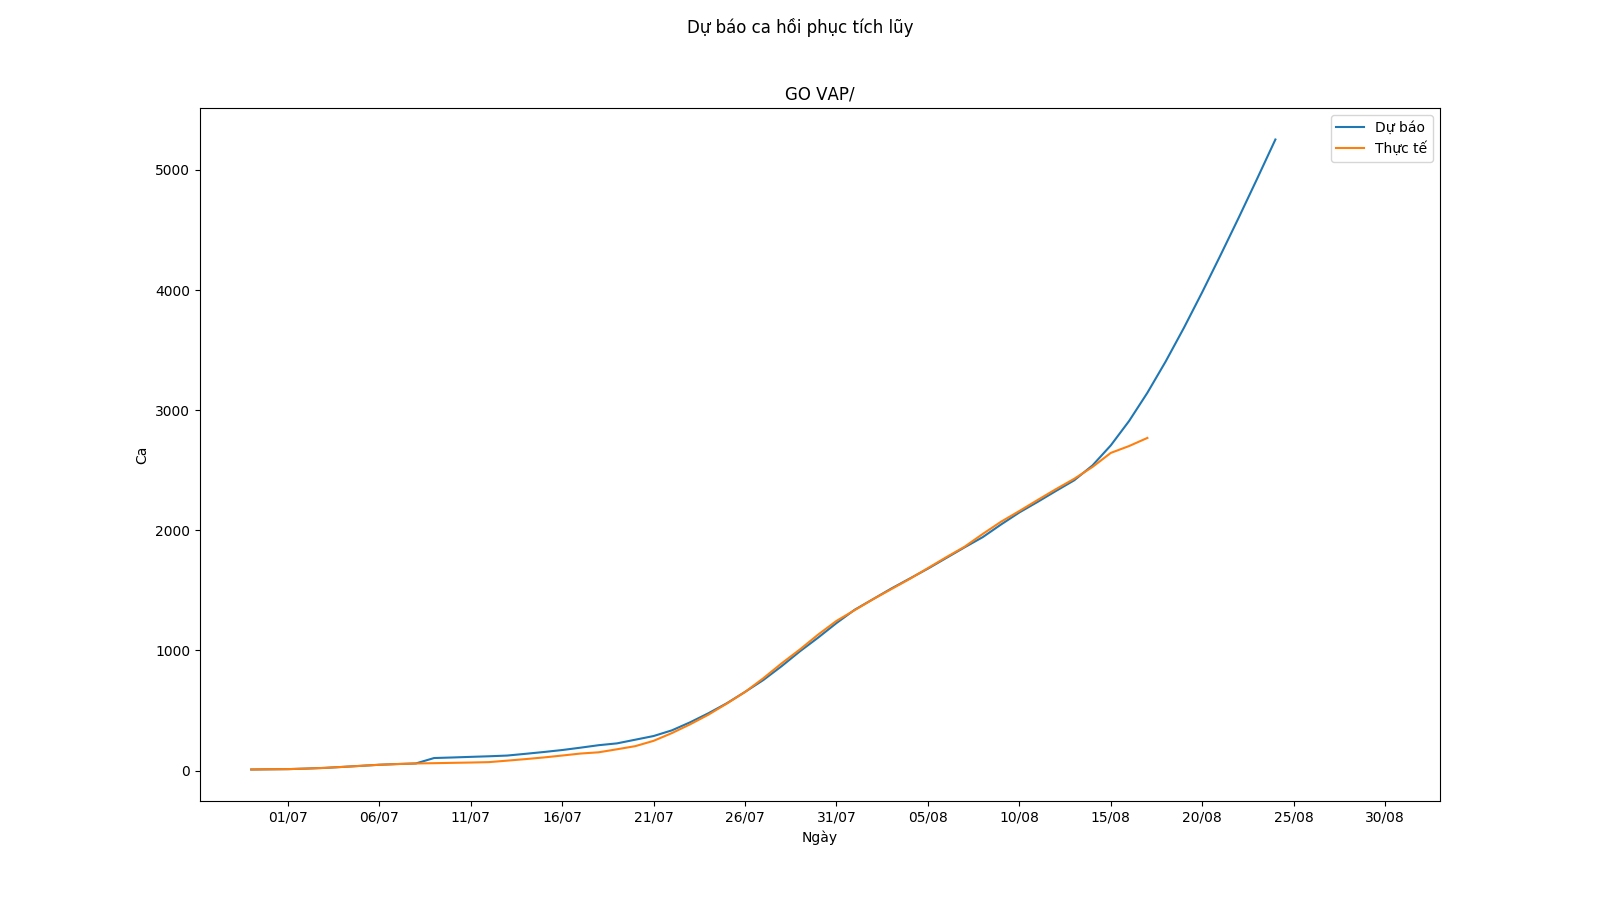 Dự báo ca hồi phục tích lũy
GO VAP/
Dự báo
Thực tế
5000
4000
3000
2000
1000
0
Ca
01/07 06/07 11/07 16/07 21/07 26/07 31/07 05/08 10/08 15/08 20/08 25/08 30/08
Ngày